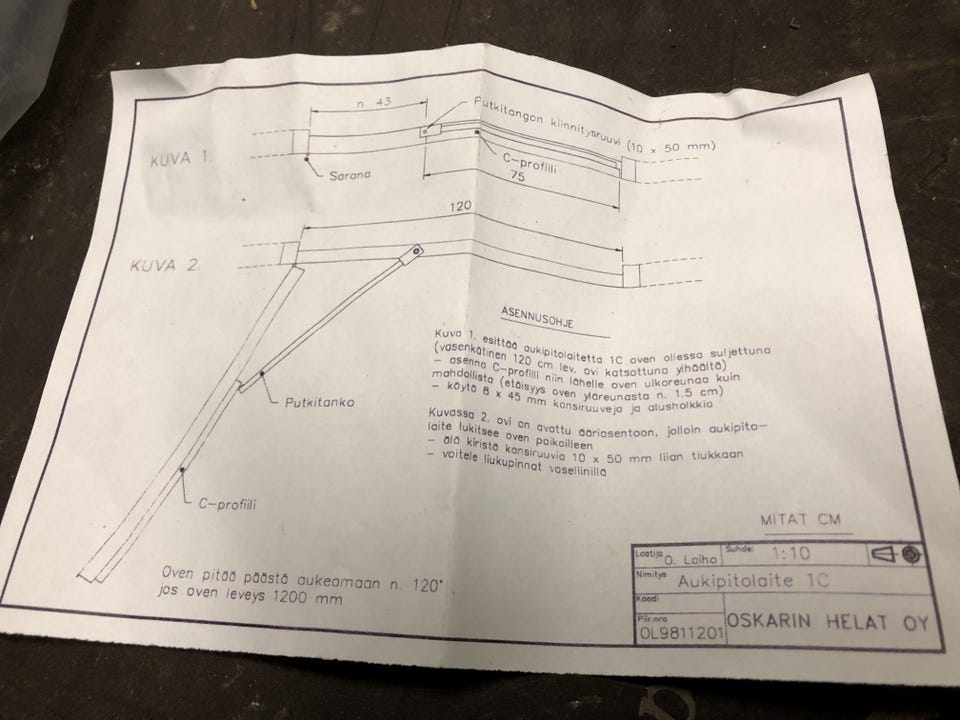 n. 43
Putkitangon kiinnitysruuvi (10 x 50 mm)
KUVA 1.
Sarana
C-profiili
75
120
KUVA 2.
Putkitanko
C-profiili
ASENNUSOHJE
Kuva 1. esittää aukipitolaitetta 1C oven ollessa suljettuna
(vasenkätinen 120 cm lev. ovi katsottuna ylhäältä)
- asenna C-profiili niin lähelle oven ulkoreunaa kuin
mahdollista (etäisyys oven yläreunasta n. 1.5 cm)
- käytä 8 x 45 mm kansiruuveja ja alusholkkia
Kuvassa 2. ovi on avattu ääriasentoon, jolloin aukipito-
laite lukitsee oven paikoilleen
- älä kiristä kansiruuvia 10 x 50 mm liian tiukkaan
- voitele liukupinnat vaseliinilla
Oven pitää päästä aukeamaan n. 120°
jos oven leveys 1200 mm
MITAT CM
Laatija O. Laiho Suhde: 1:10
Nimitys Aukipitolaite 1C
Koodi
Piir.nro OL9811201
OSKARIN HELAT OY